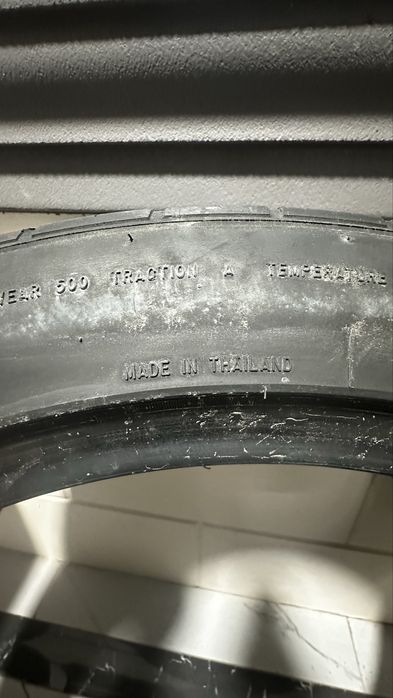 WEAR 500 TRACTION A TEMPERATURE
MADE IN THAILAND